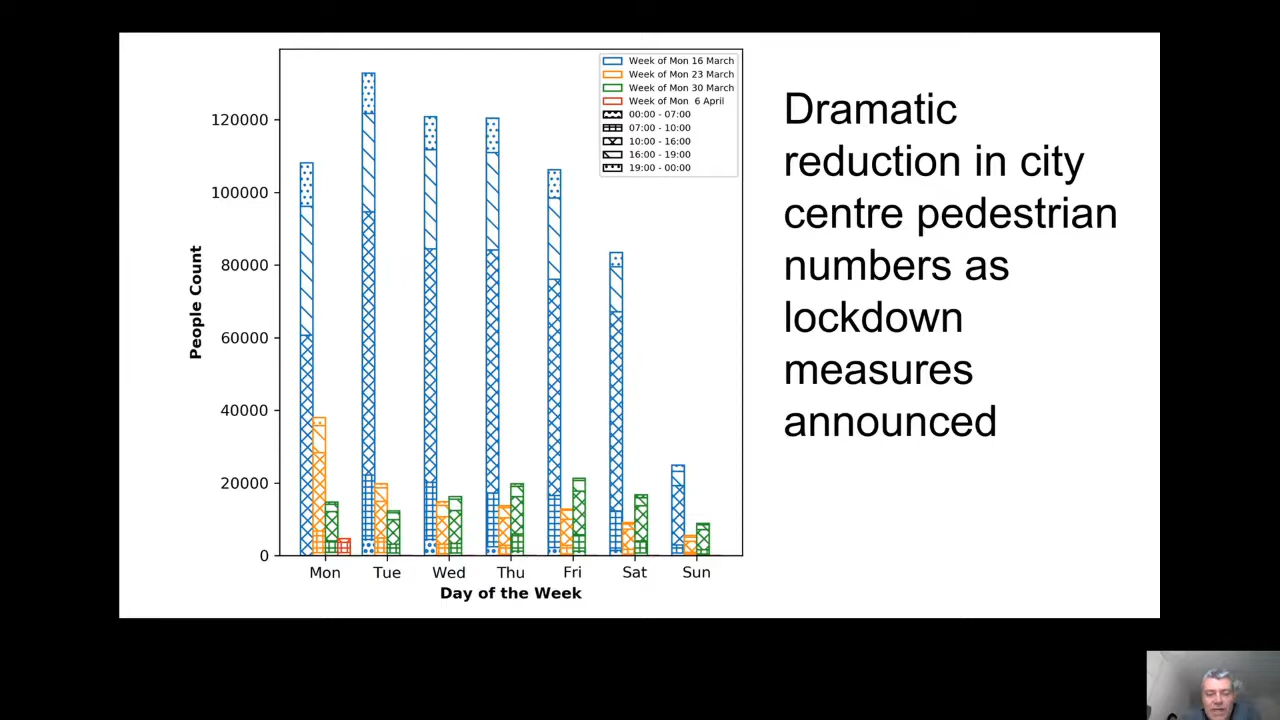 Week of Mon 16 March
Week of Mon 23 March
Week of Mon 30 March
Week of Mon  6 April
00:00 - 07:00
07:00 - 10:00
10:00 - 16:00
16:00 - 19:00
19:00 - 00:00
120000
100000
80000
60000
40000
20000
0
People Count
Mon Tue Wed Thu Fri Sat Sun
Day of the Week
Dramatic
reduction in city
centre pedestrian
numbers as
lockdown
measures
announced